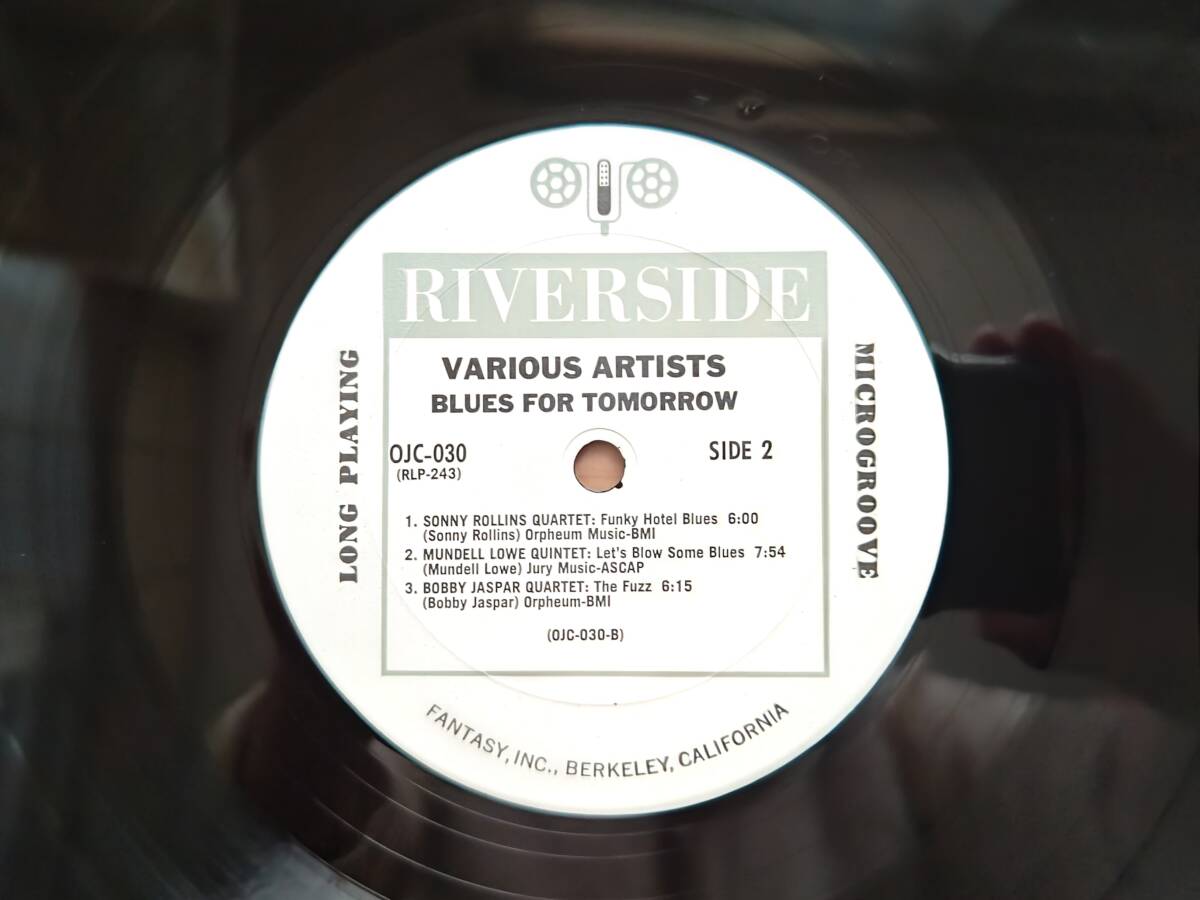 RIVERSIDE
VARIOUS ARTISTS
BLUES FOR TOMORROW
LONG PLAYING
MICROGROOVE
OJC-030
(RLP-243)
SIDE 2
1. SONNY ROLLINS QUARTET: Funky Hotel Blues 6:00
(Sonny Rollins) Orpheum Music-BMI
2. MUNDELL LOWE QUINTET: Let's Blow Some Blues 7:54
(Mundell Lowe) Jury Music-ASCAP
3. BOBBY JASPAR QUARTET: The Fuzz 6:15
(Bobby Jaspar) Orpheum-BMI
(OJC-030-B)
FANTASY, INC., BERKELEY, CALIFORNIA